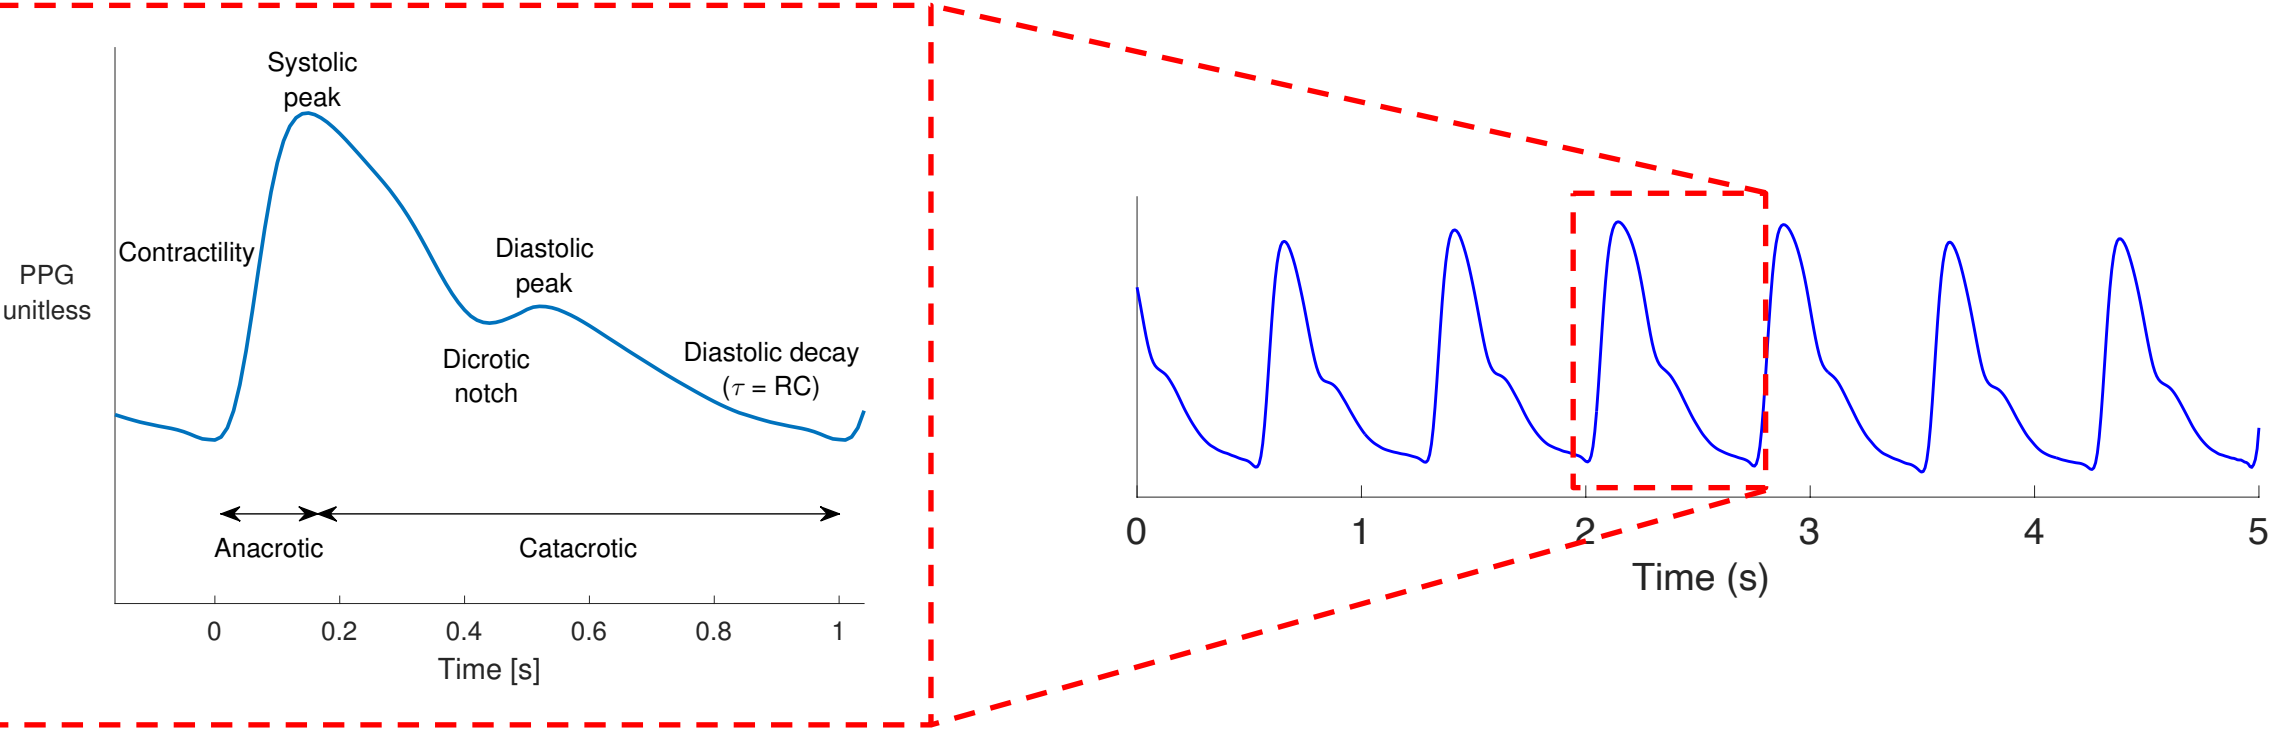 Systolic
peak
Contractility
PPG
unitless
Diastolic
peak
Dicrotic
notch
Diastolic decay
(τ = RC)
Anacrotic
Catacrotic
0 0.2 0.4 0.6 0.8 1
Time [s]
0 1 2 3 4 5
Time (s)